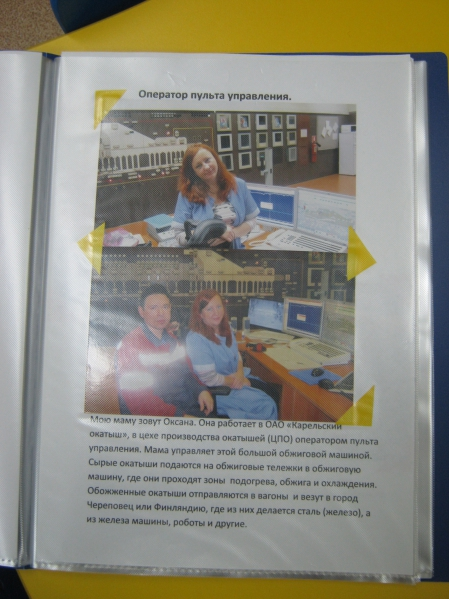 Оператор пульта управления.
Мою маму зовут Оксана. Она работает в ОАО «Карельский
окатыш», в цехе производства окатышей (ЦПО) оператором пульта
управления. Мама управляет этой большой обжиговой машиной.
Сырые окатыши подаются на обжиговые тележки в обжиговую
машину, где они проходят зоны подогрева, обжига и охлаждения.
Обожженные окатыши отправляются в вагоны и везут в город
Череповец или Финляндию, где из них делается сталь (железо), а
из железа машины, роботы и другие.